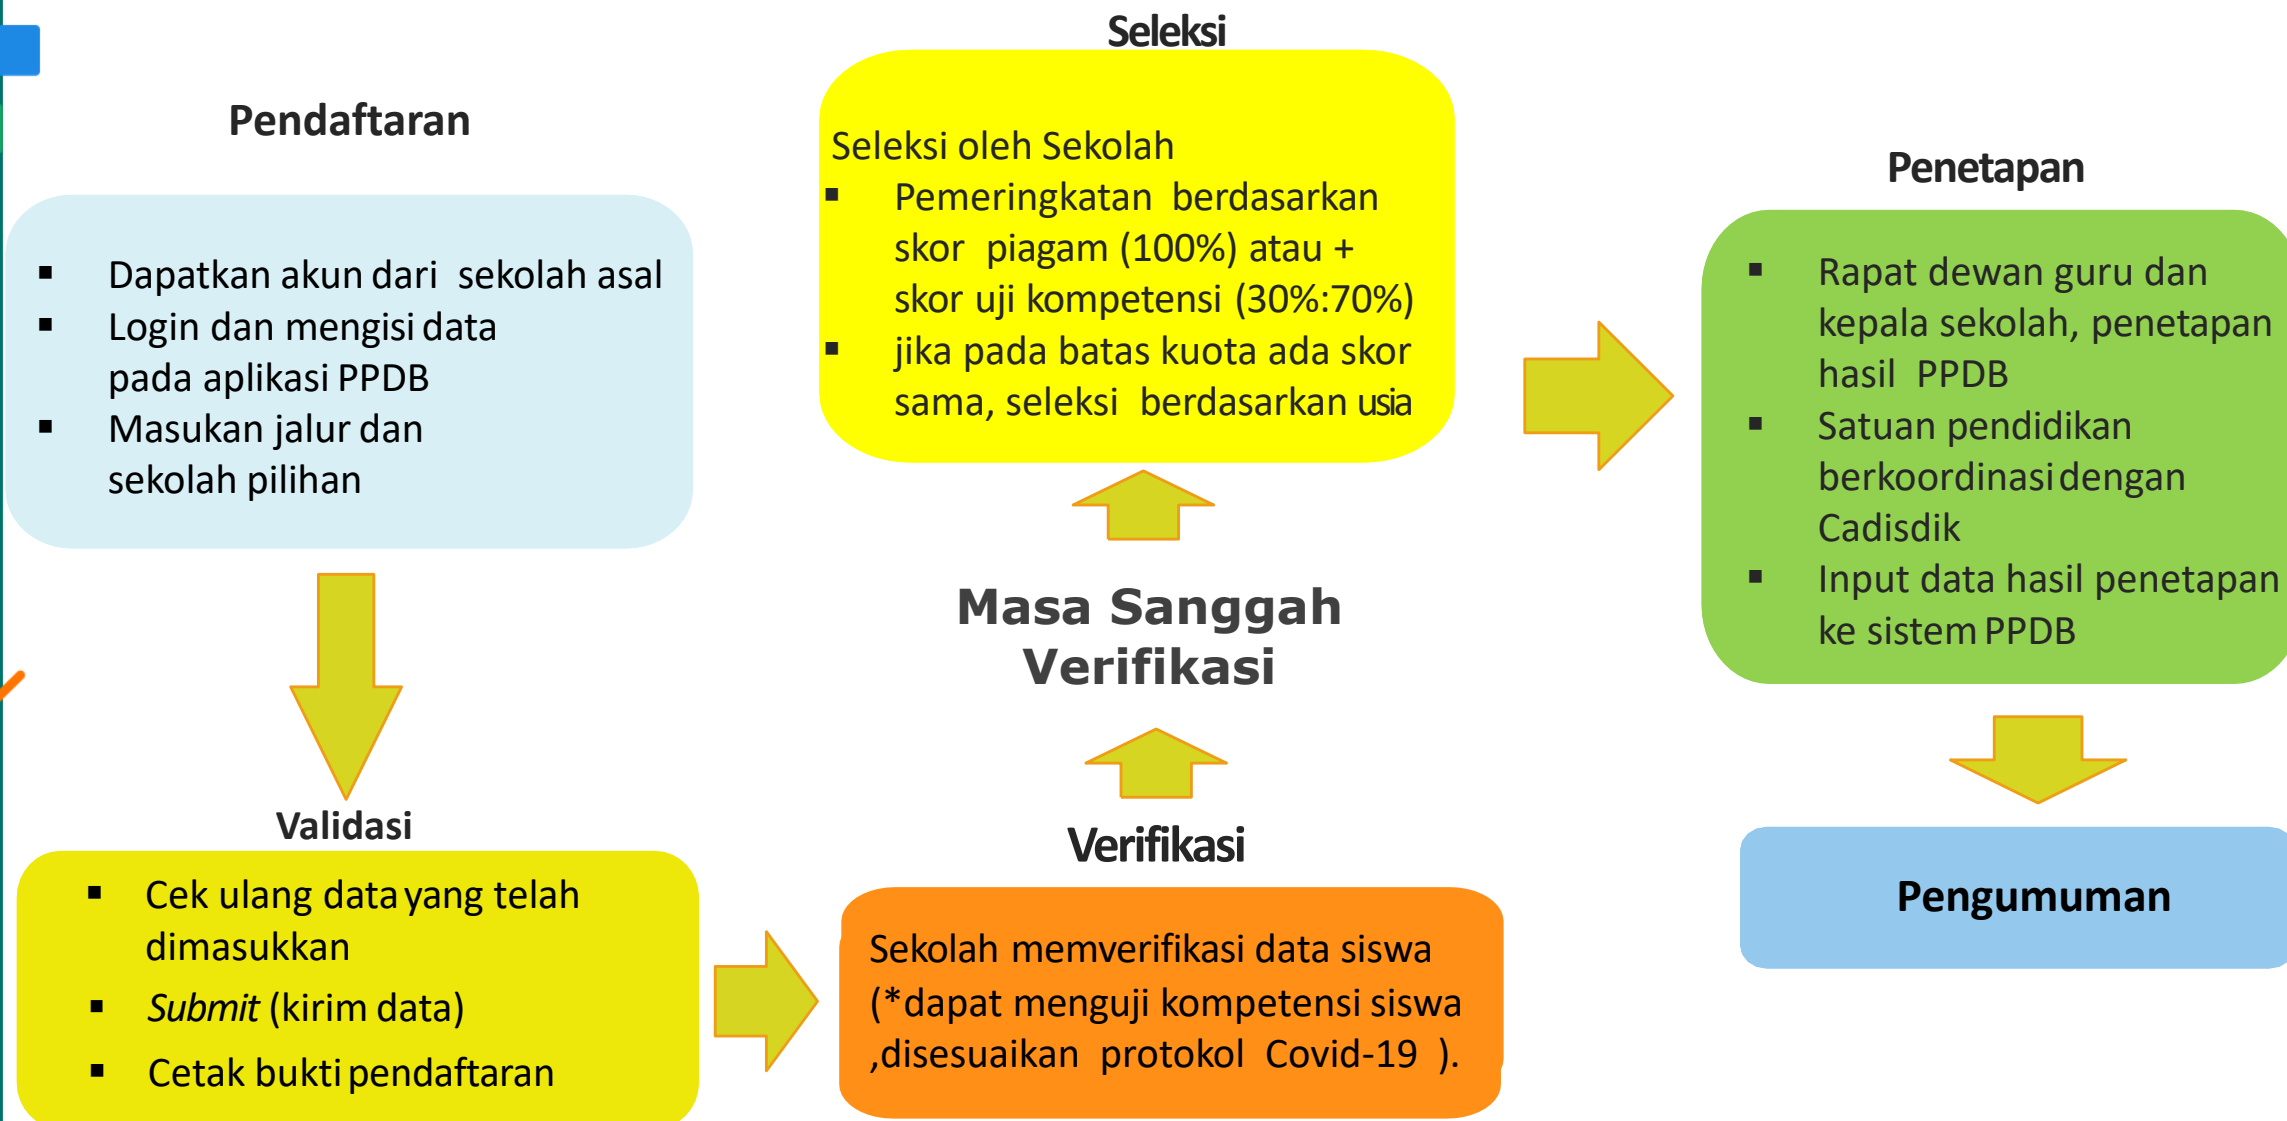 Pendaftaran
▪ Dapatkan akun dari sekolah asal
▪ Login dan mengisi data
pada aplikasi PPDB
▪ Masukan jalur dan
sekolah pilihan
Validasi
▪ Cek ulang data yang telah
dimasukkan
▪ Submit (kirim data)
▪ Cetak bukti pendaftaran
Verifikasi
Sekolah memverifikasi data siswa
(*dapat menguji kompetensi siswa
,disesuaikan protokol Covid-19 ).
Masa Sanggah
Verifikasi
Seleksi
Seleksi oleh Sekolah
▪ Pemeringkatan berdasarkan
skor piagam (100%) atau +
skor uji kompetensi (30%:70%)
▪ jika pada batas kuota ada skor
sama, seleksi berdasarkan usia
Penetapan
▪ Rapat dewan guru dan
kepala sekolah, penetapan
hasil PPDB
▪ Satuan pendidikan
berkoordinasi dengan
Cadisdik
▪ Input data hasil penetapan
ke sistem PPDB
Pengumuman